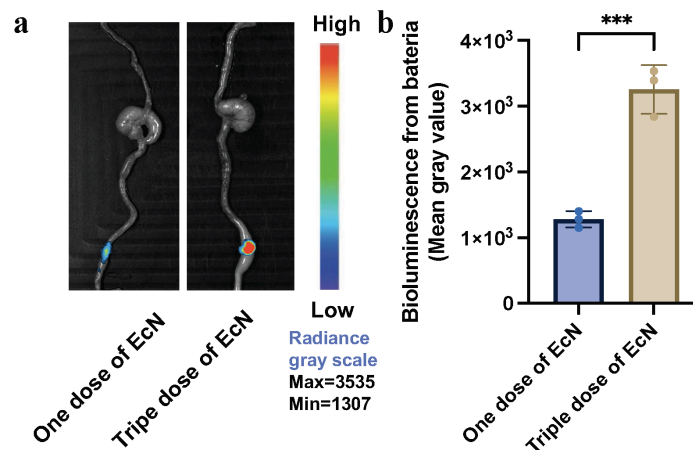 a
High
Low
Radiance
gray scale
Max=3535
Min=1307
One dose of EcN
Tripe dose of EcN
b
***
Bioluminescence from bateria
(Mean gray value)
4×10³
3×10³
2×10³
1×10³
0
One dose of EcN
Triple dose of EcN